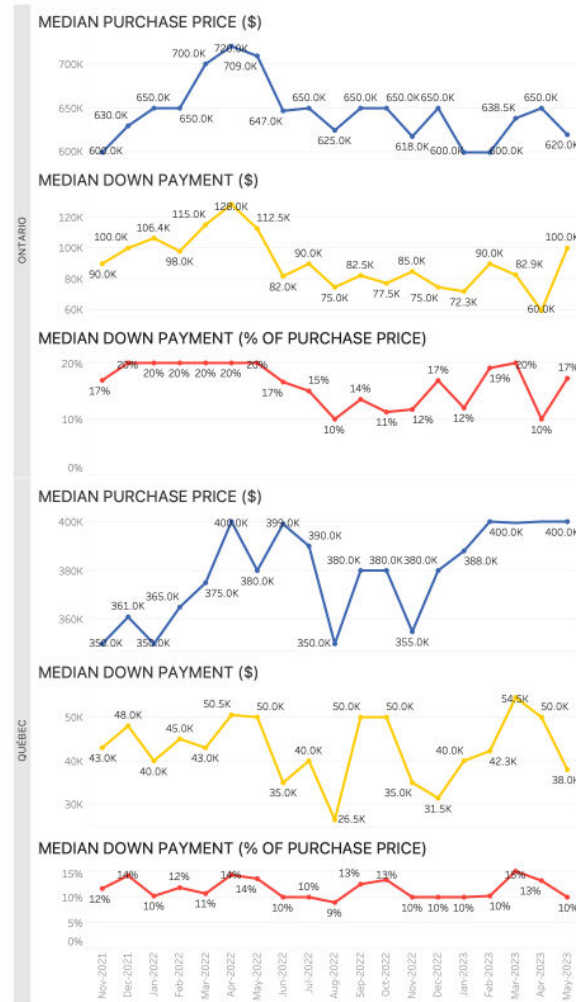 MEDIAN PURCHASE PRICE ($)
700K
650K
600K
600.0K
630.0K
650.0K
650.0K
700.0K
720.0K
709.0K
647.0K
650.0K
625.0K
650.0K
650.0K
618.0K
650.0K
600.0K
600.0K
638.5K
650.0K
620.0K
MEDIAN DOWN PAYMENT ($)
120K
100K
80K
60K
90.0K
100.0K
106.4K
98.0K
115.0K
128.0K
112.5K
82.0K
90.0K
75.0K
82.5K
77.5K
85.0K
75.0K
72.3K
90.0K
82.9K
60.0K
100.0K
ONTARIO
MEDIAN DOWN PAYMENT (% OF PURCHASE PRICE)
20%
10%
0%
17%
20%
20%
20%
20%
20%
20%
17%
15%
10%
14%
11%
12%
17%
12%
19%
20%
10%
17%
MEDIAN PURCHASE PRICE ($)
400K
380K
360K
350.0K
361.0K
350.0K
365.0K
375.0K
400.0K
380.0K
399.0K
390.0K
350.0K
380.0K
380.0K
355.0K
380.0K
388.0K
400.0K
400.0K
MEDIAN DOWN PAYMENT ($)
50K
40K
30K
43.0K
48.0K
40.0K
45.0K
43.0K
50.5K
50.0K
35.0K
40.0K
26.5K
50.0K
50.0K
35.0K
31.5K
40.0K
42.3K
54.5K
50.0K
38.0K
QUÉBEC
MEDIAN DOWN PAYMENT (% OF PURCHASE PRICE)
15%
10%
5%
0%
12%
14%
10%
12%
11%
14%
14%
10%
10%
9%
13%
13%
10%
10%
10%
10%
15%
13%
10%
Nov-2021
Dec-2021
Jan-2022
Feb-2022
Mar-2022
Apr-2022
May-2022
Jun-2022
Jul-2022
Aug-2022
Sep-2022
Oct-2022
Nov-2022
Dec-2022
Jan-2023
Feb-2023
Mar-2023
Apr-2023
May-2023